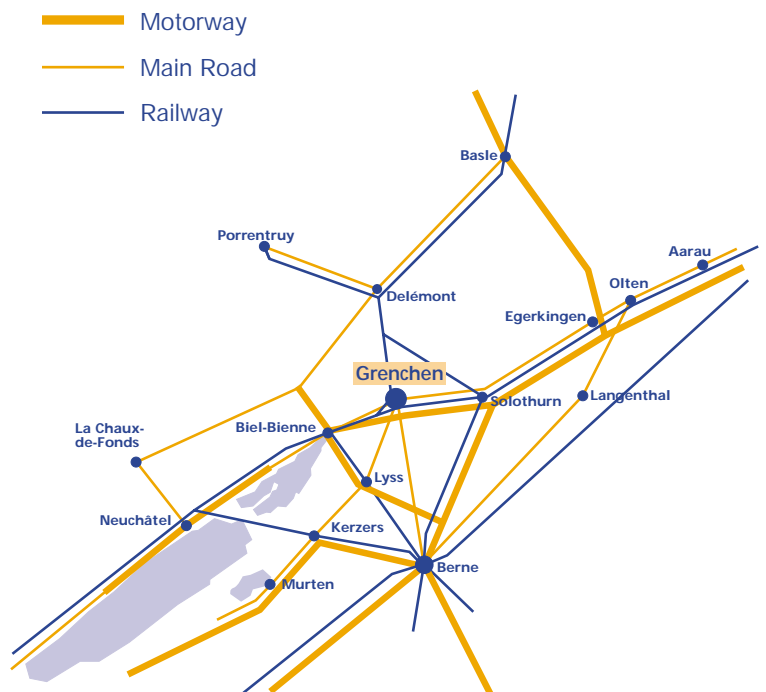 Motorway
Main Road
Railway
Basle
Porrentruy
Aarau
Delémont
Olten
Egerkingen
Grenchen
Solothurn
Langenthal
Biel-Bienne
La Chaux-
de-Fonds
Lyss
Neuchâtel
Kerzers
Berne
Murten